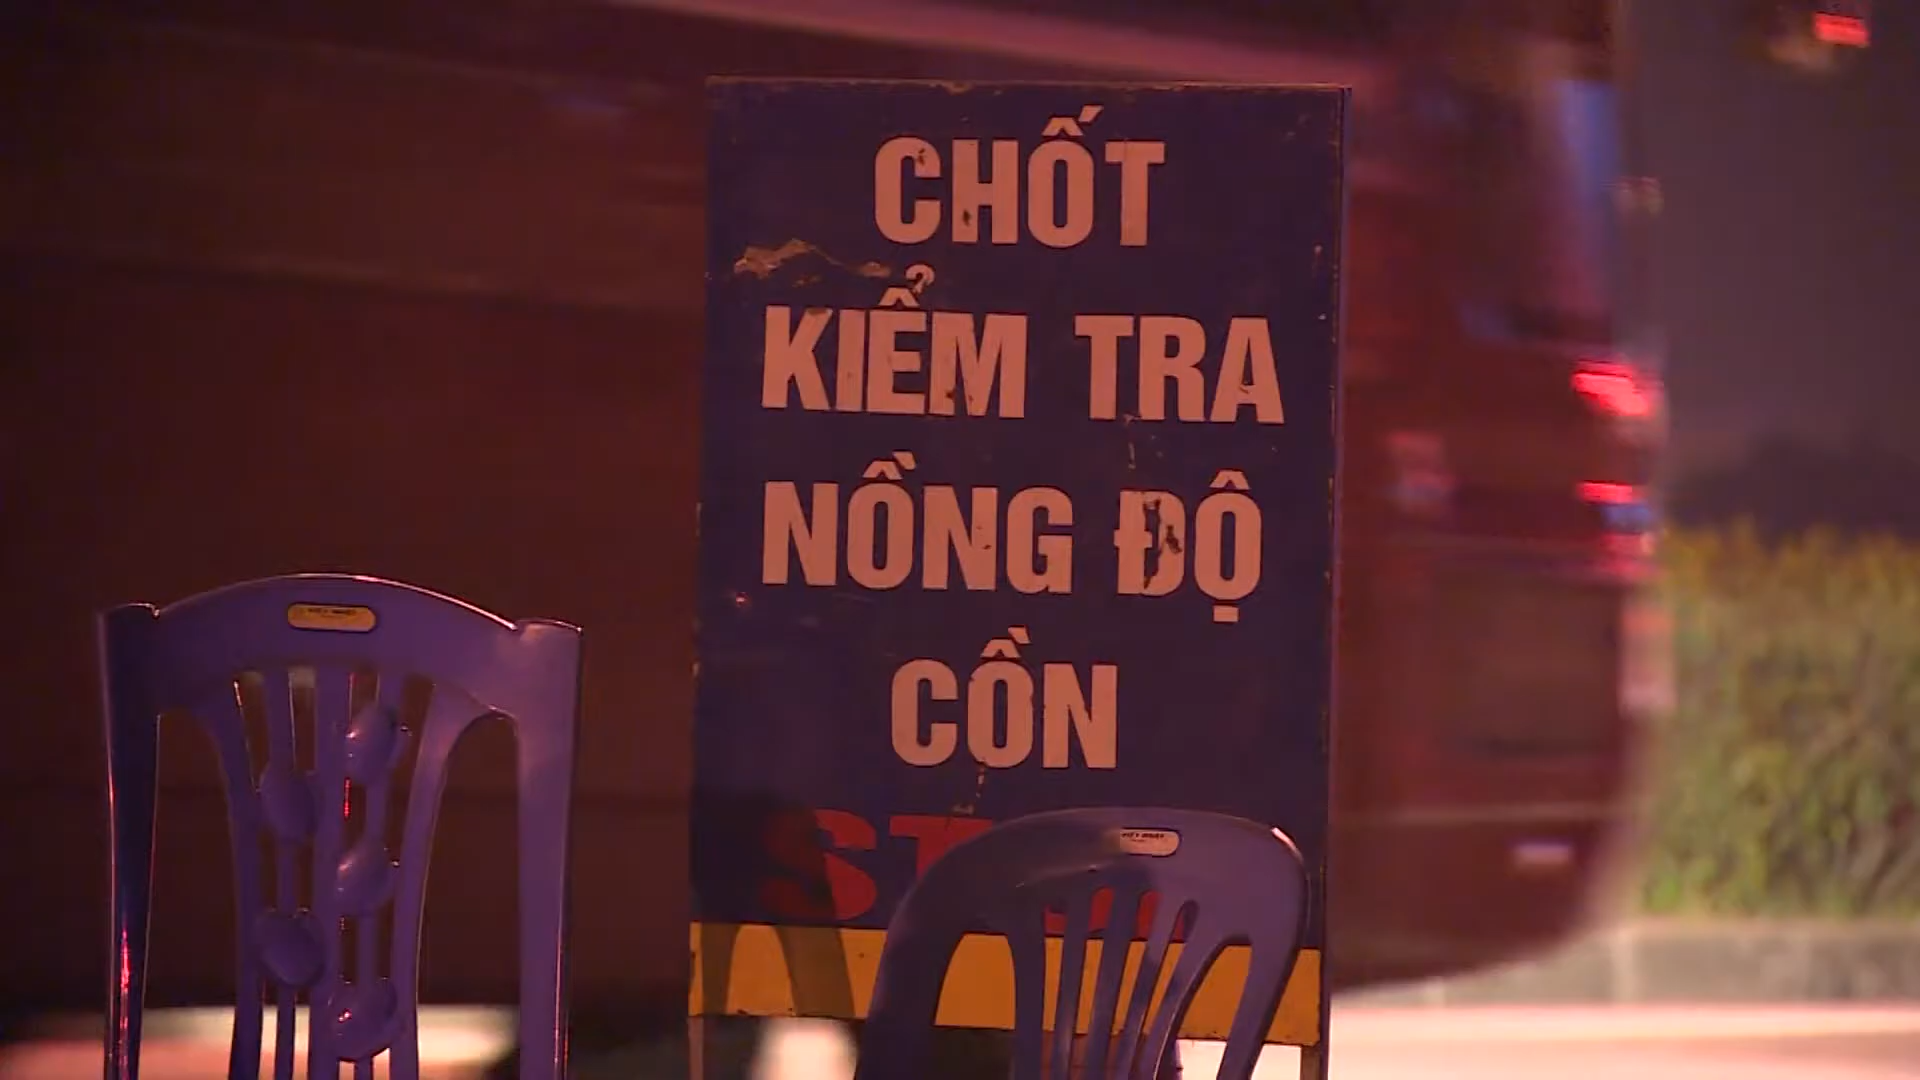 CHỐT
KIỂM TRA
NỒNG ĐỘ
CỒN